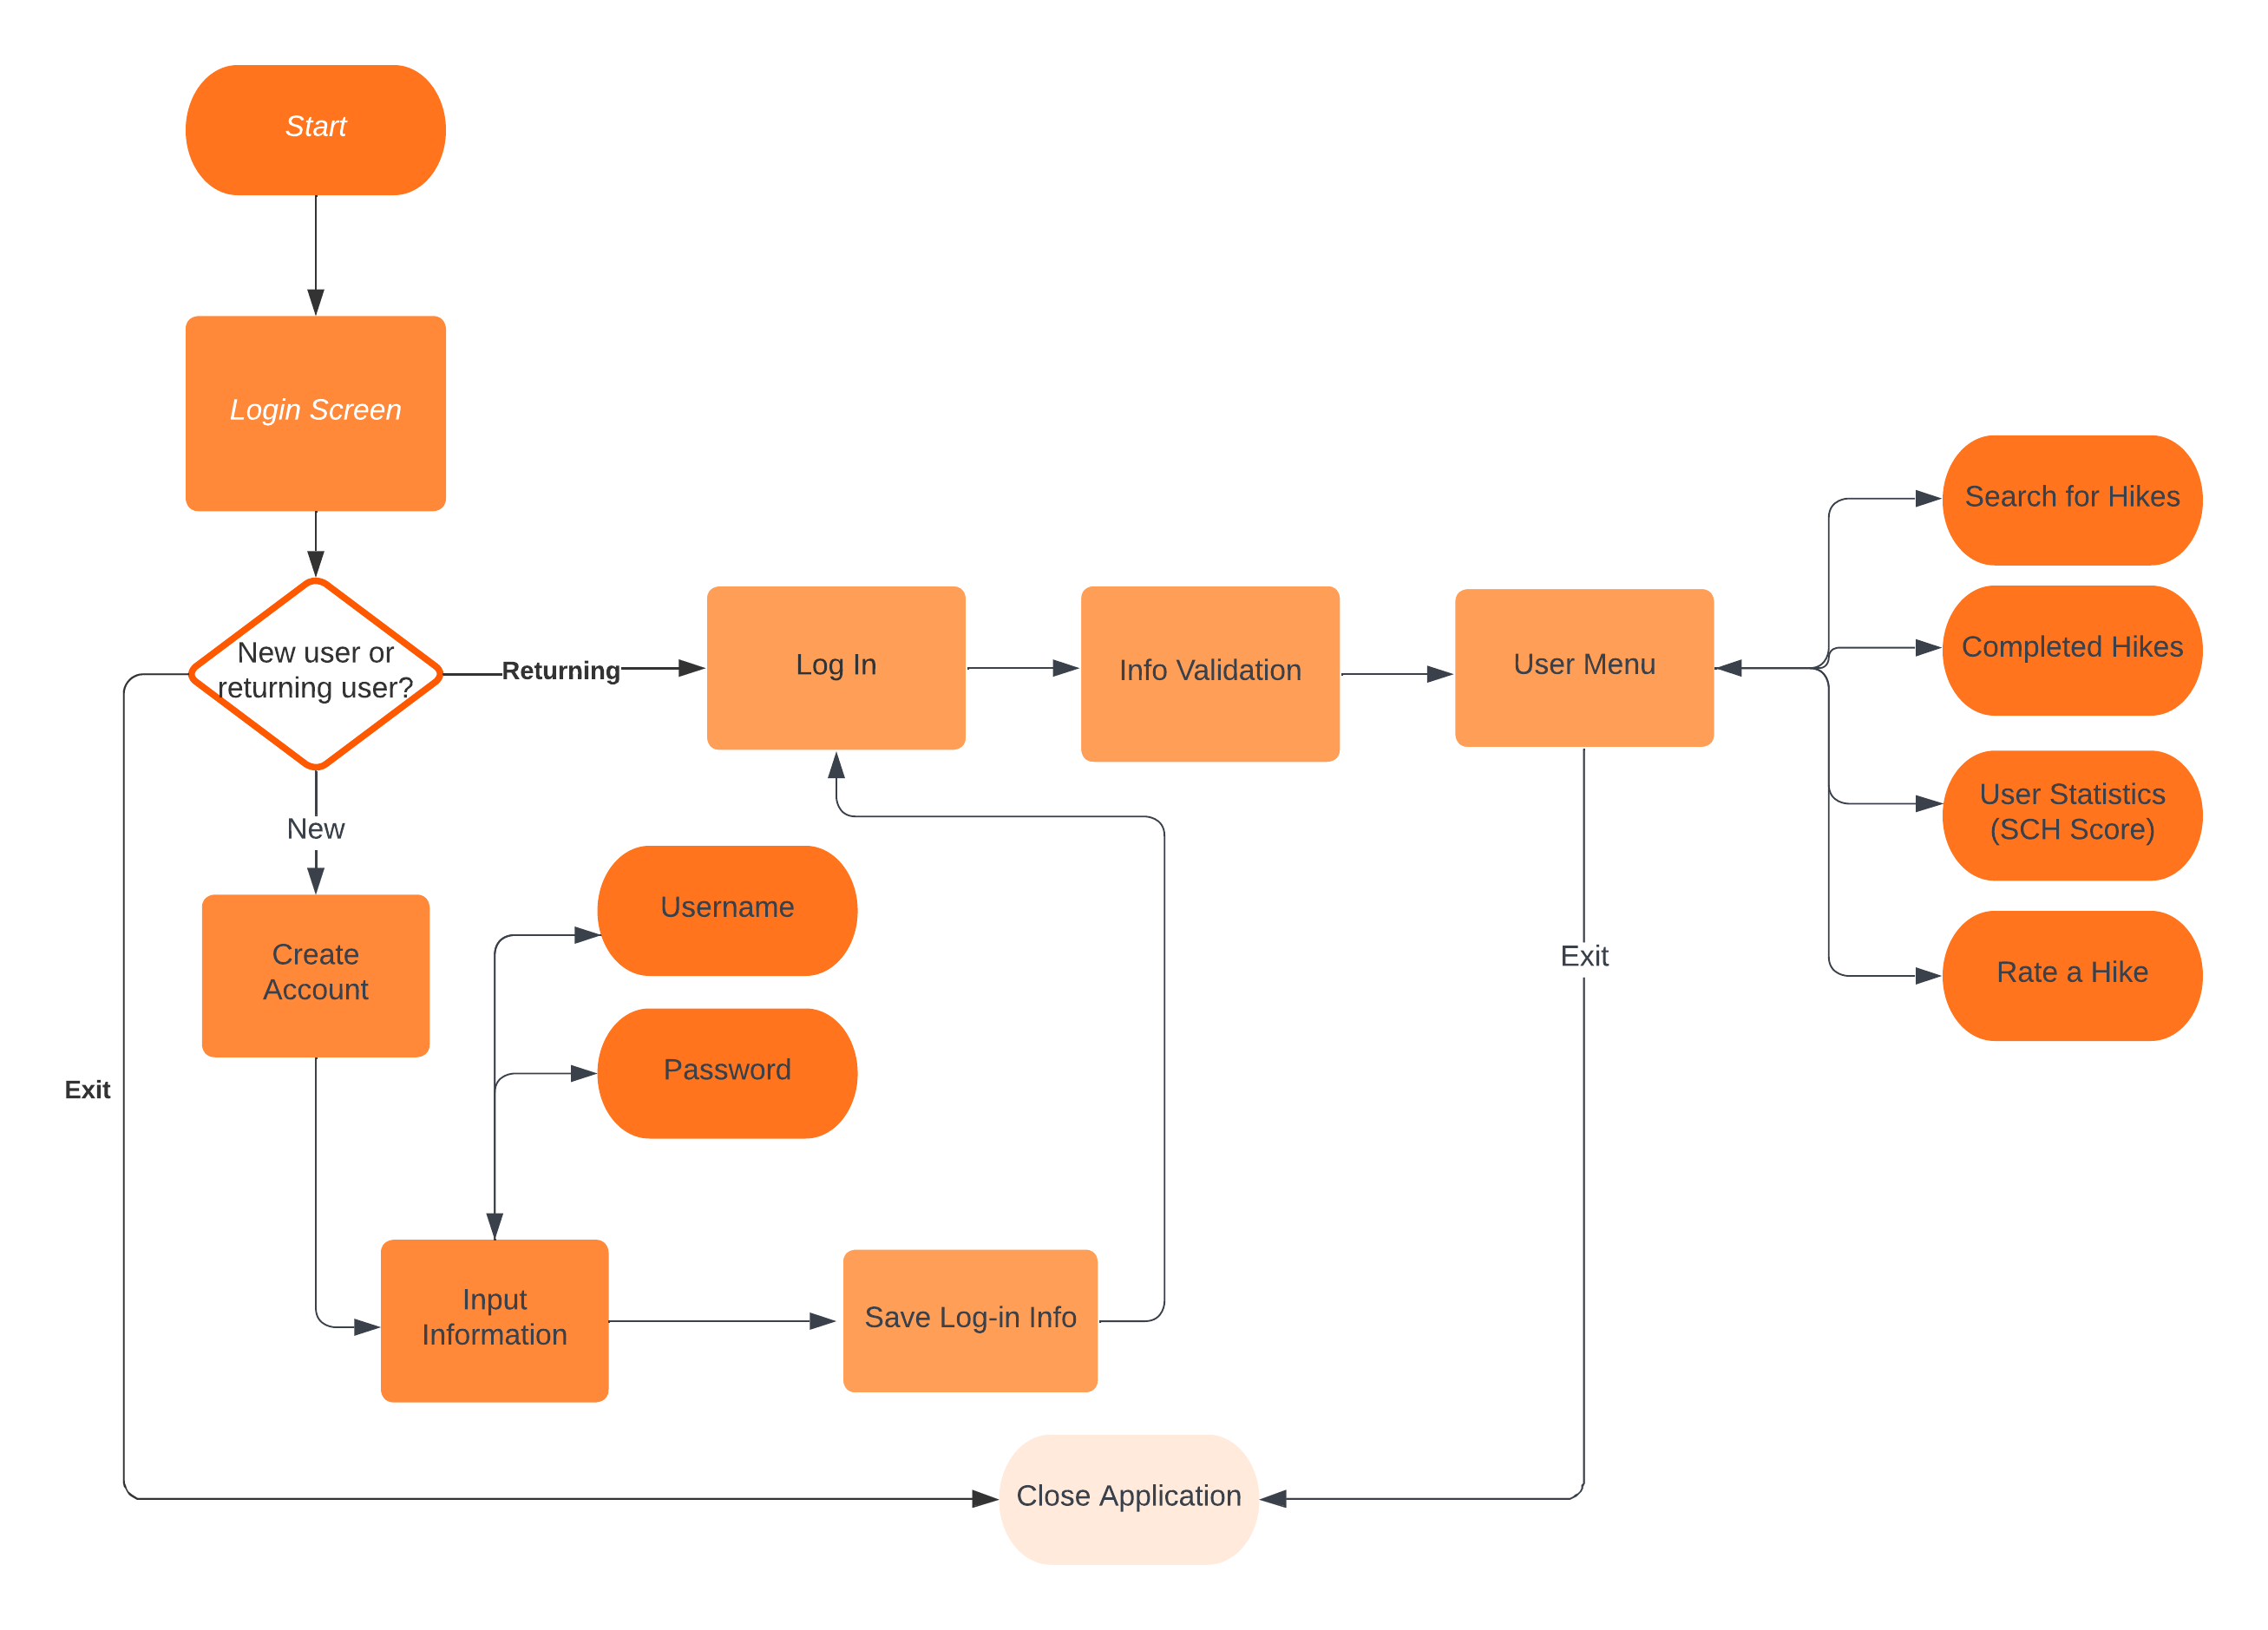 Start
Login Screen
New user or
returning user?
Returning
Log In
Info Validation
User Menu
Search for Hikes
Completed Hikes
User Statistics
(SCH Score)
Rate a Hike
New
Create
Account
Username
Password
Exit
Exit
Input
Information
Save Log-in Info
Close Application